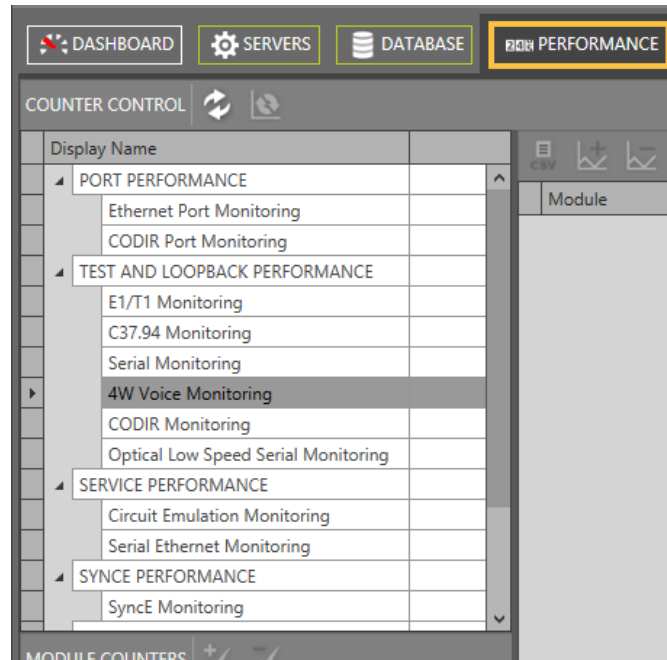 DASHBOARD SERVERS DATABASE PERFORMANCE
COUNTER CONTROL
Display Name
PORT PERFORMANCE
Ethernet Port Monitoring
CODIR Port Monitoring
TEST AND LOOPBACK PERFORMANCE
E1/T1 Monitoring
C37.94 Monitoring
Serial Monitoring
4W Voice Monitoring
CODIR Monitoring
Optical Low Speed Serial Monitoring
SERVICE PERFORMANCE
Circuit Emulation Monitoring
Serial Ethernet Monitoring
SYNCE PERFORMANCE
SyncE Monitoring
MODULE COUNTERS
CSV
Module